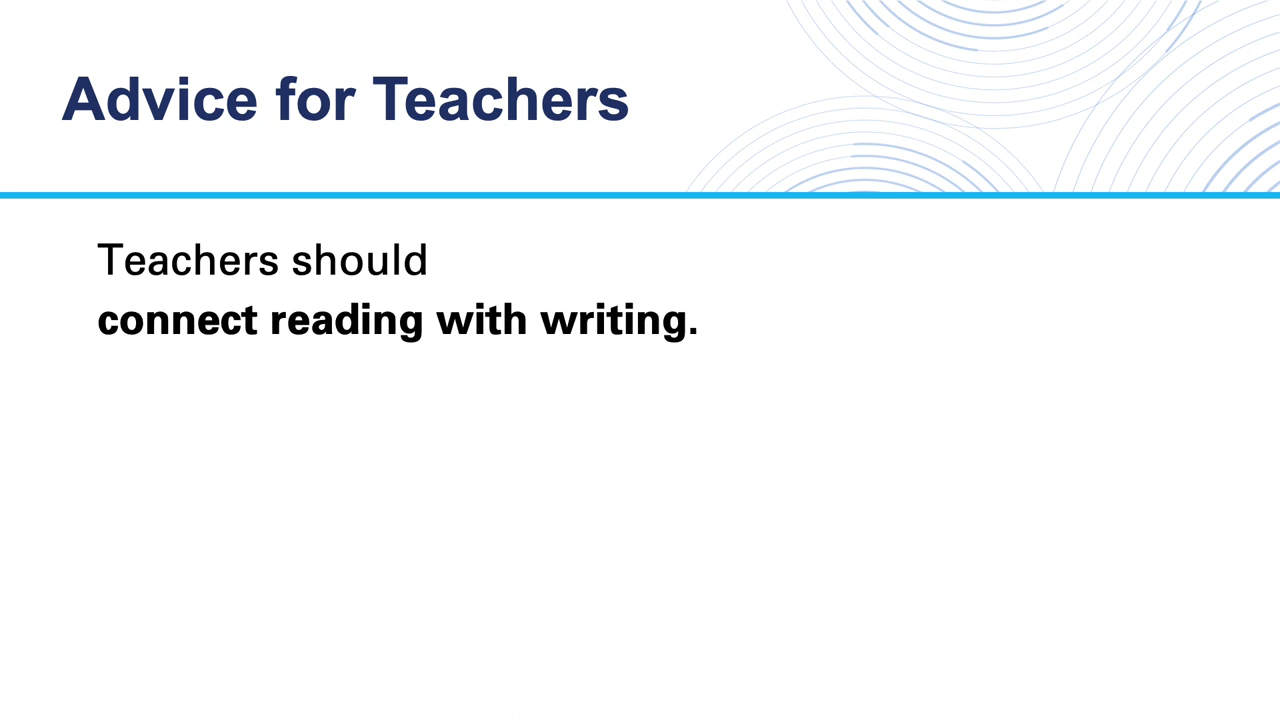 Advice for Teachers
Teachers should
connect reading with writing.